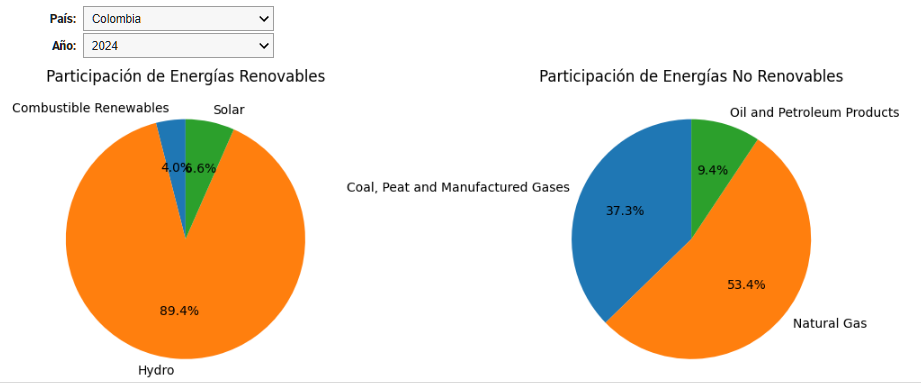 País: Colombia
Año: 2024
Participación de Energías Renovables
Combustible Renewables
Solar
4.0%
6.6%
89.4%
Hydro
Participación de Energías No Renovables
Oil and Petroleum Products
Coal, Peat and Manufactured Gases
9.4%
37.3%
53.4%
Natural Gas